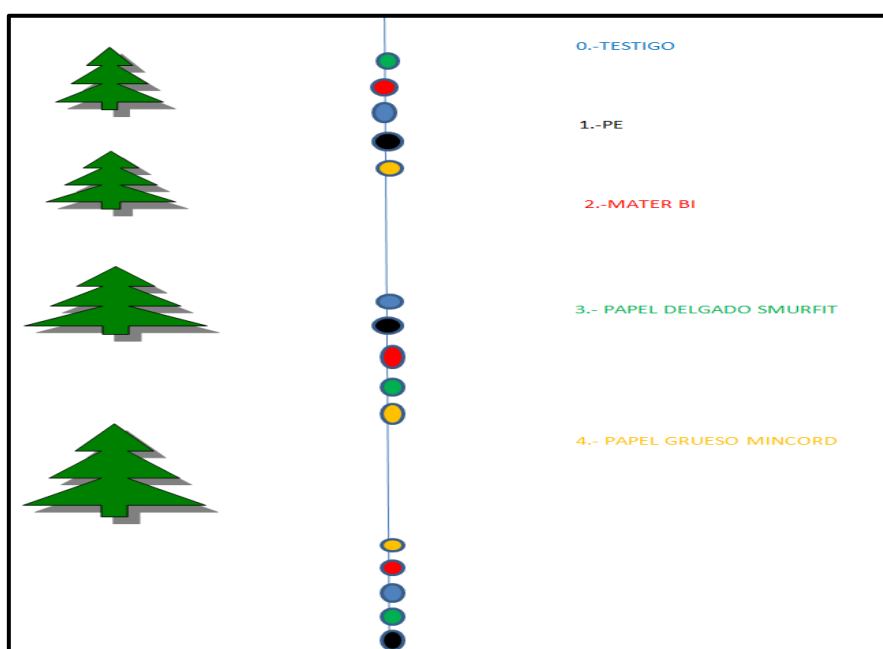 0.-TESTIGO
1.-PE
2.-MATER BI
3.- PAPEL DELGADO SMURFIT
4.- PAPEL GRUESO MINCORD